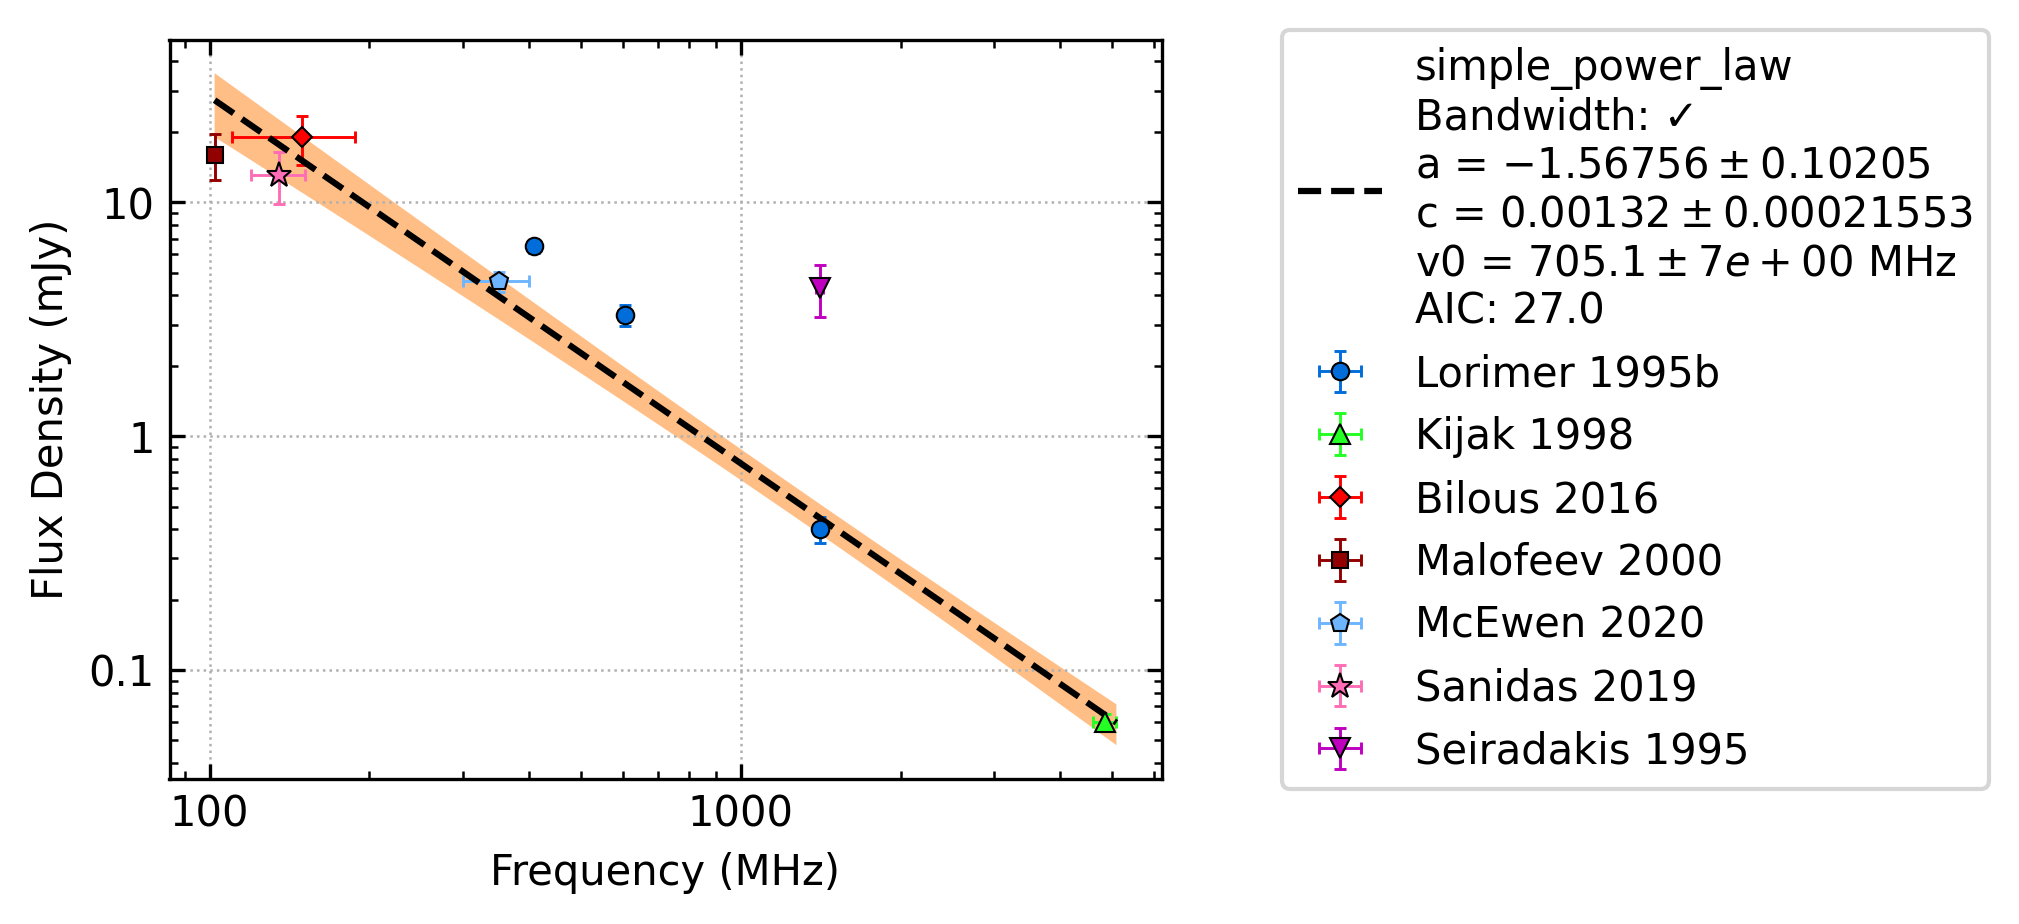 10
1
0.1
100
1000
Flux Density (mJy)
Frequency (MHz)
simple_power_law
Bandwidth: ✓
a = −1.56756 ± 0.10205
c = 0.00132 ± 0.00021553
v0 = 705.1 ± 7e + 00 MHz
AIC: 27.0
Lorimer 1995b
Kijak 1998
Bilous 2016
Malofeev 2000
McEwen 2020
Sanidas 2019
Seiradakis 1995